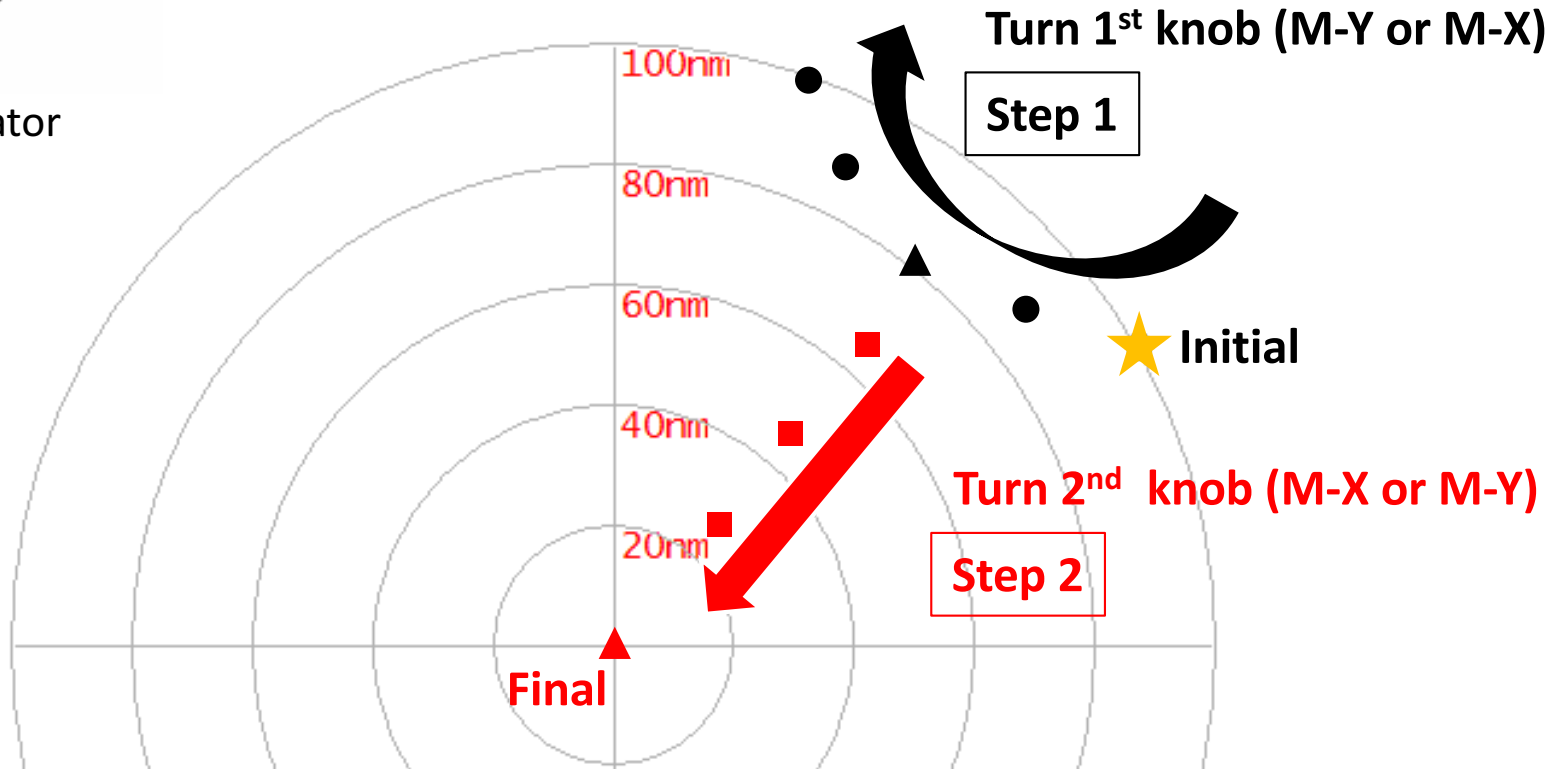 Turn 1st knob (M-Y or M-X)
100nm
Step 1
ator
80nm
60nm
Initial
40nm
Turn 2nd knob (M-X or M-Y)
20nm
Step 2
Final